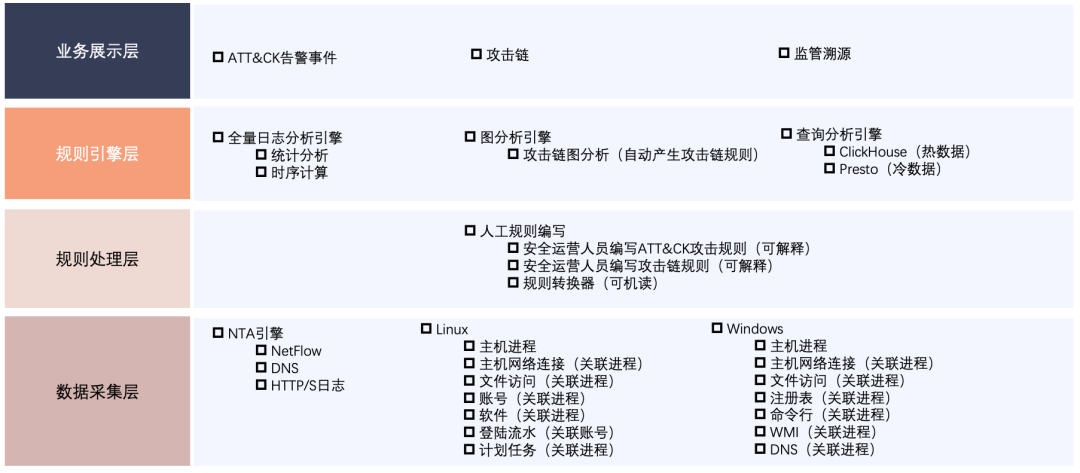 业务展示层
ATT&CK告警事件
攻击链
监管溯源
规则引擎层
全量日志分析引擎
统计分析
时序计算
图分析引擎
攻击链图分析（自动产生攻击链规则）
查询分析引擎
ClickHouse（热数据）
Presto（冷数据）
规则处理层
人工规则编写
安全运营人员编写ATT&CK攻击规则（可解释）
安全运营人员编写攻击链规则（可解释）
规则转换器（可机读）
数据采集层
NTA引擎
NetFlow
DNS
HTTP/S日志
Linux
主机进程
主机网络连接（关联进程）
文件访问（关联进程）
账号（关联进程）
软件（关联进程）
登陆流水（关联账号）
计划任务（关联进程）
Windows
主机进程
主机网络连接（关联进程）
文件访问（关联进程）
注册表（关联进程）
命令行（关联进程）
WMI（关联进程）
DNS（关联进程）